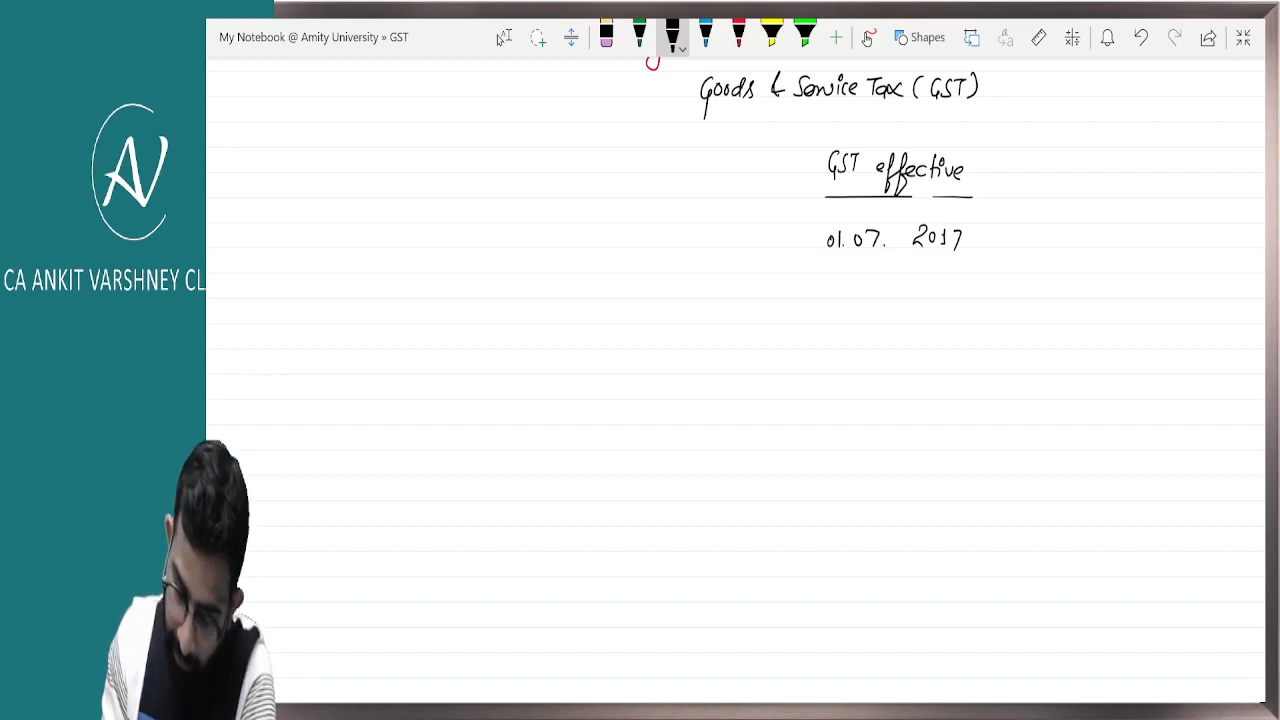 My Notebook @ Amity University » GST
Shapes
Goods & Service Tax (GST)
GST effective
01.07. 2017
AV
CA ANKIT VARSHNEY CL